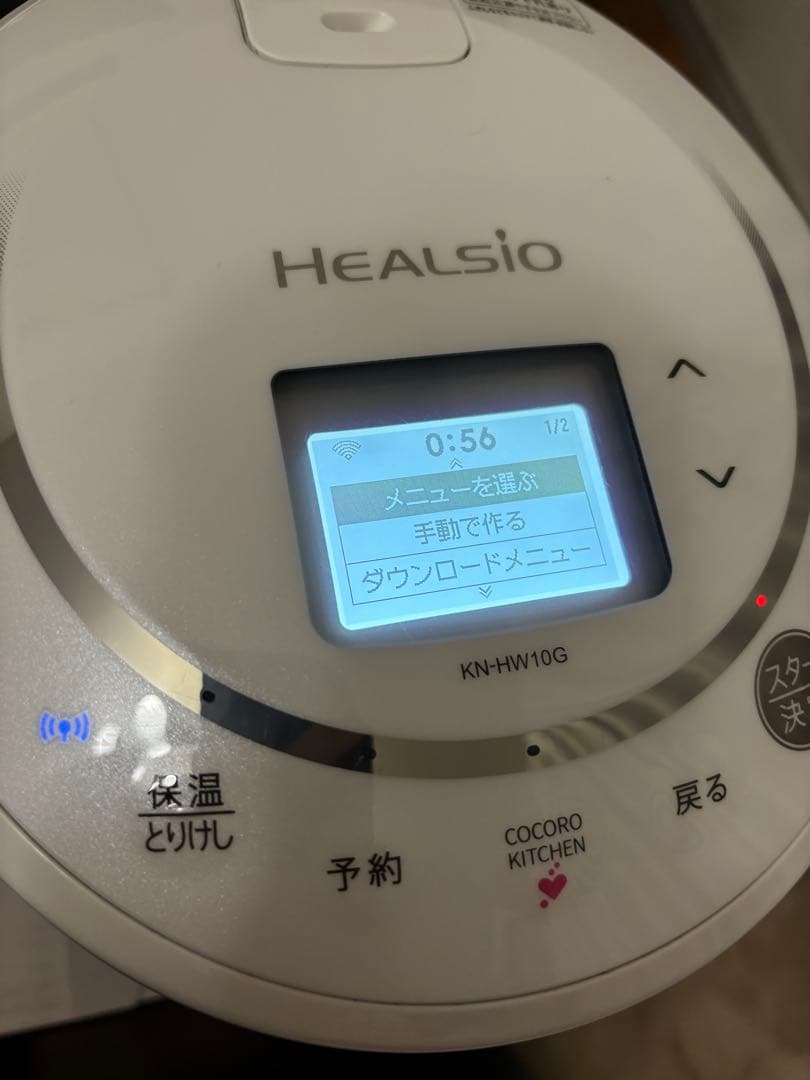 HEALSIO
0:56
1/2
メニューを選ぶ
手動で作る
ダウンロードメニュー
KN-HW10G
保温
とりけし
予約
COCORO
KITCHEN
戻る